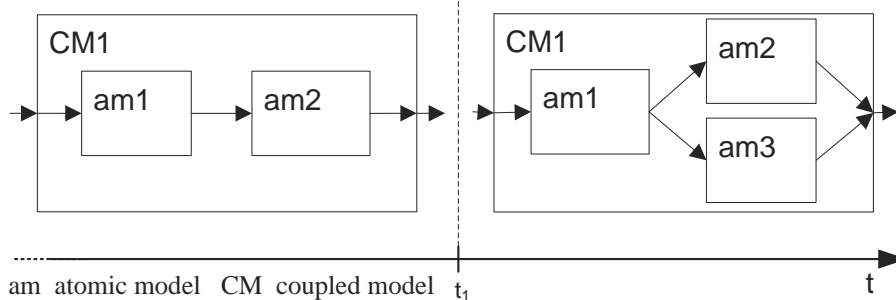 CM1
am1
am2
CM1
am1
am2
am3
am atomic model CM coupled model t₁ t